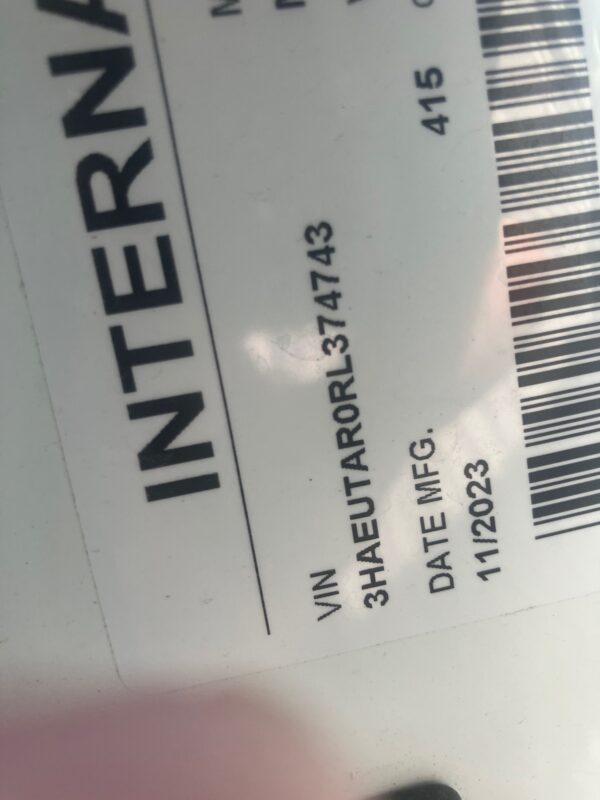 INTERNA
VIN
3HAEUTAR0RL374743
DATE MFG.
11/2023
415